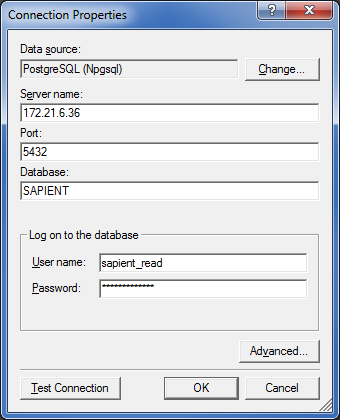 Connection Properties
Data source:
PostgreSQL (Npgsql)
Change...
Server name:
172.21.6.36
Port:
5432
Database:
SAPIENT
Log on to the database
User name:
sapient_read
Password:
*************
Advanced...
Test Connection
OK
Cancel